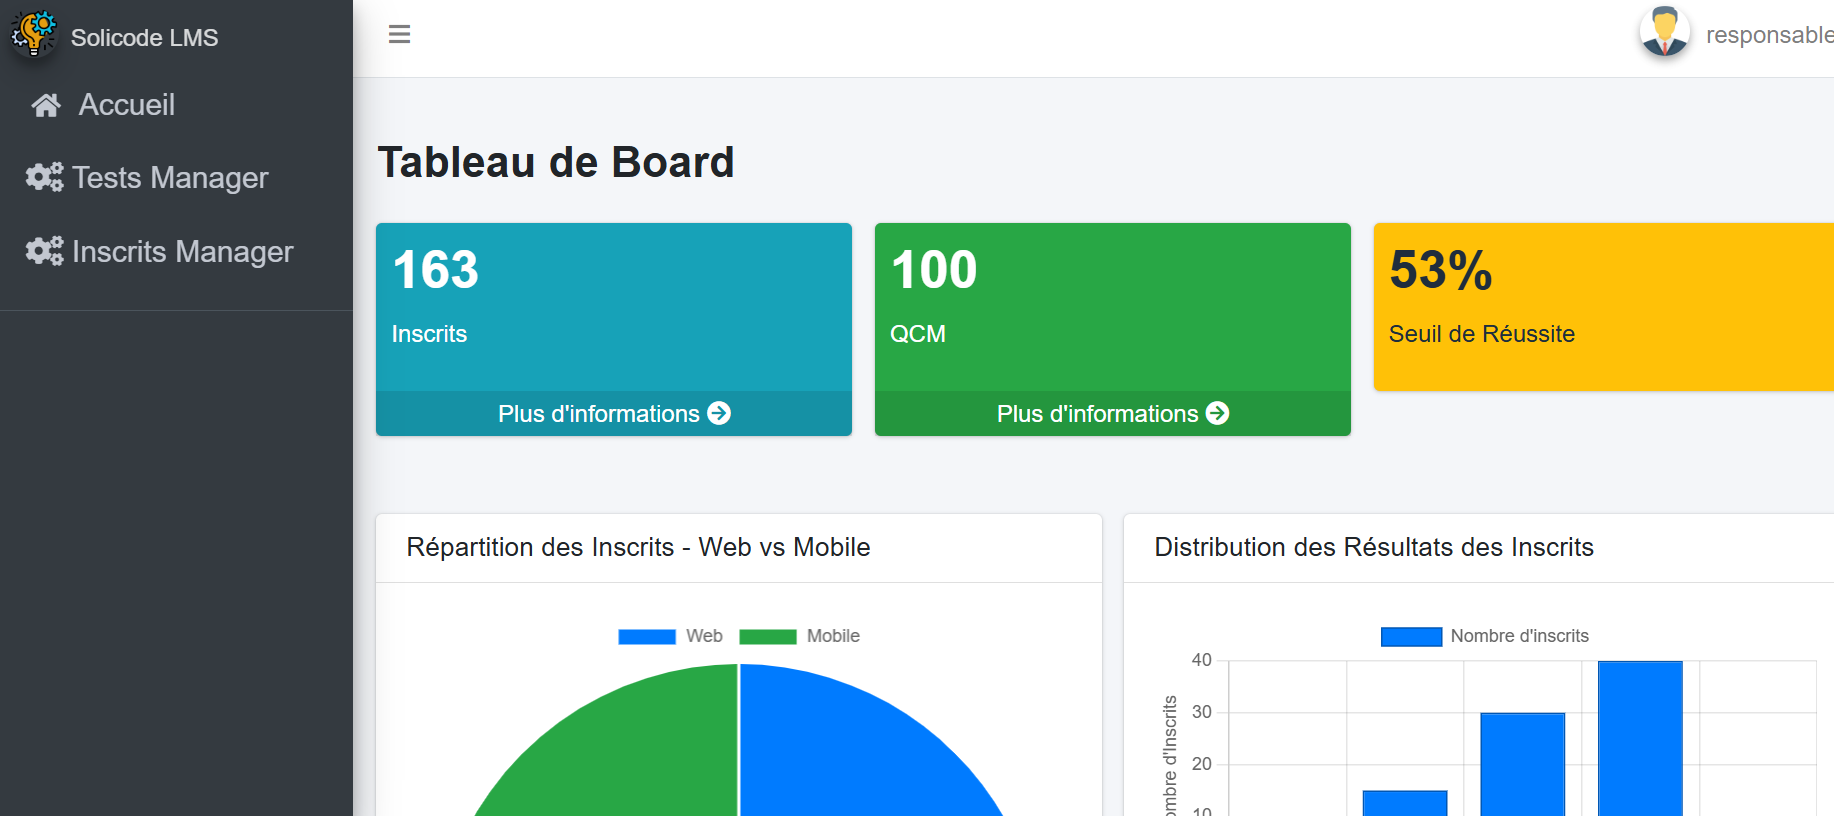 Solicode LMS
responsable
Accueil
Tests Manager
Inscrits Manager
Tableau de Board
163
Inscrits
Plus d'informations
100
QCM
Plus d'informations
53%
Seuil de Réussite
Répartition des Inscrits - Web vs Mobile
Web Mobile
Distribution des Résultats des Inscrits
Nombre d'inscrits
40
30
20
10
ombre d'Inscrits